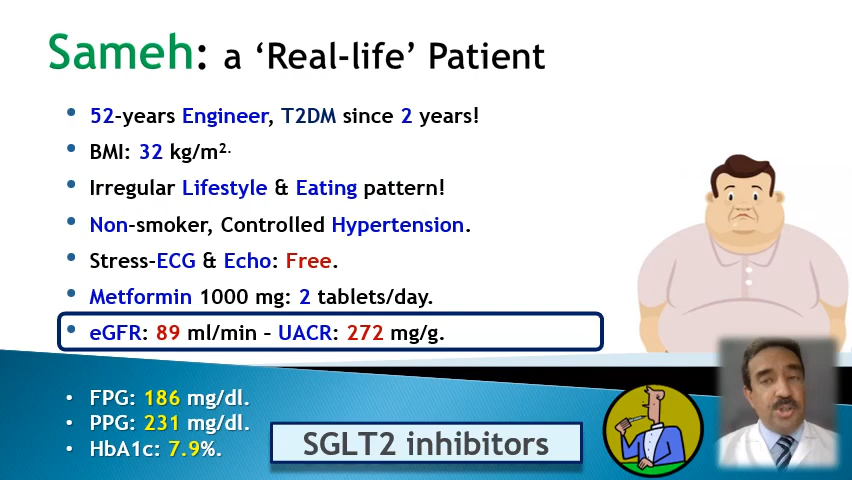 Sameh: a ‘Real-life’ Patient
• 52-years Engineer, T2DM since 2 years!
• BMI: 32 kg/m².
• Irregular Lifestyle & Eating pattern!
• Non-smoker, Controlled Hypertension.
• Stress-ECG & Echo: Free.
• Metformin 1000 mg: 2 tablets/day.
• eGFR: 89 ml/min – UACR: 272 mg/g.
• FPG: 186 mg/dl.
• PPG: 231 mg/dl.
• HbA1c: 7.9%.
SGLT2 inhibitors